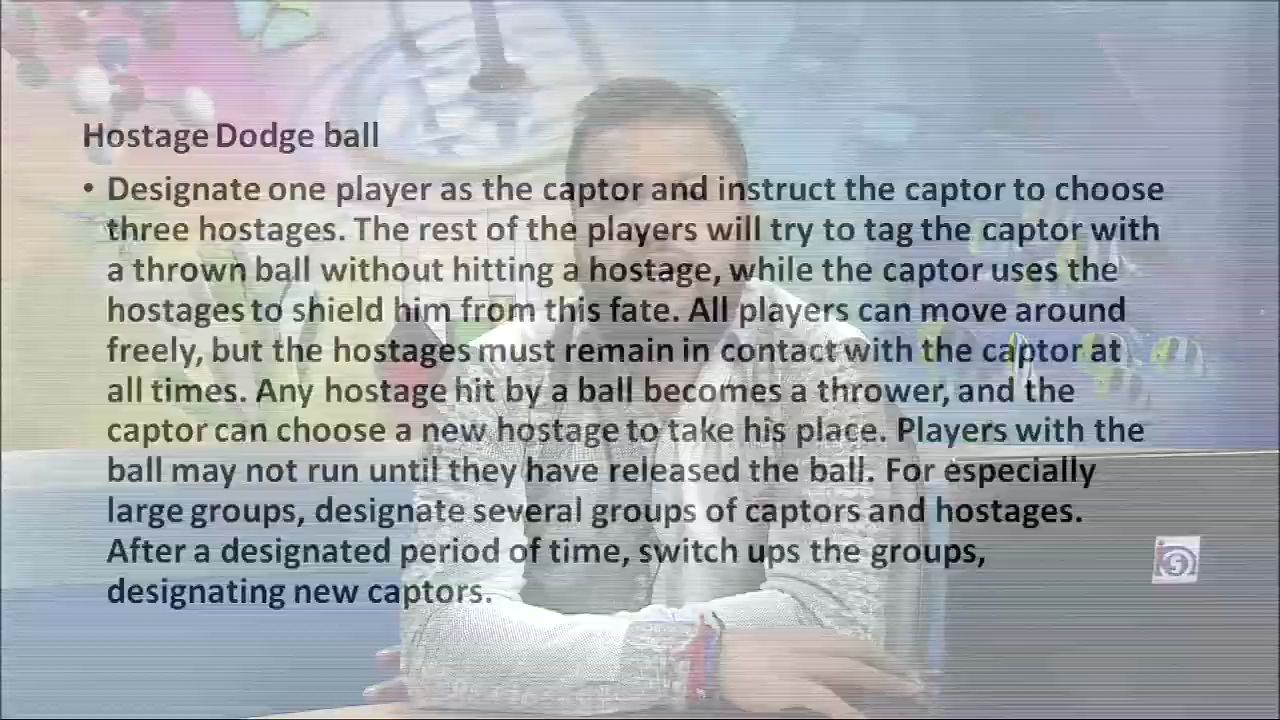 Hostage Dodge ball
• Designate one player as the captor and instruct the captor to choose
three hostages. The rest of the players will try to tag the captor with
a thrown ball without hitting a hostage, while the captor uses the
hostages to shield him from this fate. All players can move around
freely, but the hostages must remain in contact with the captor at
all times. Any hostage hit by a ball becomes a thrower, and the
captor can choose a new hostage to take his place. Players with the
ball may not run until they have released the ball. For especially
large groups, designate several groups of captors and hostages.
After a designated period of time, switch ups the groups,
designating new captors.
5